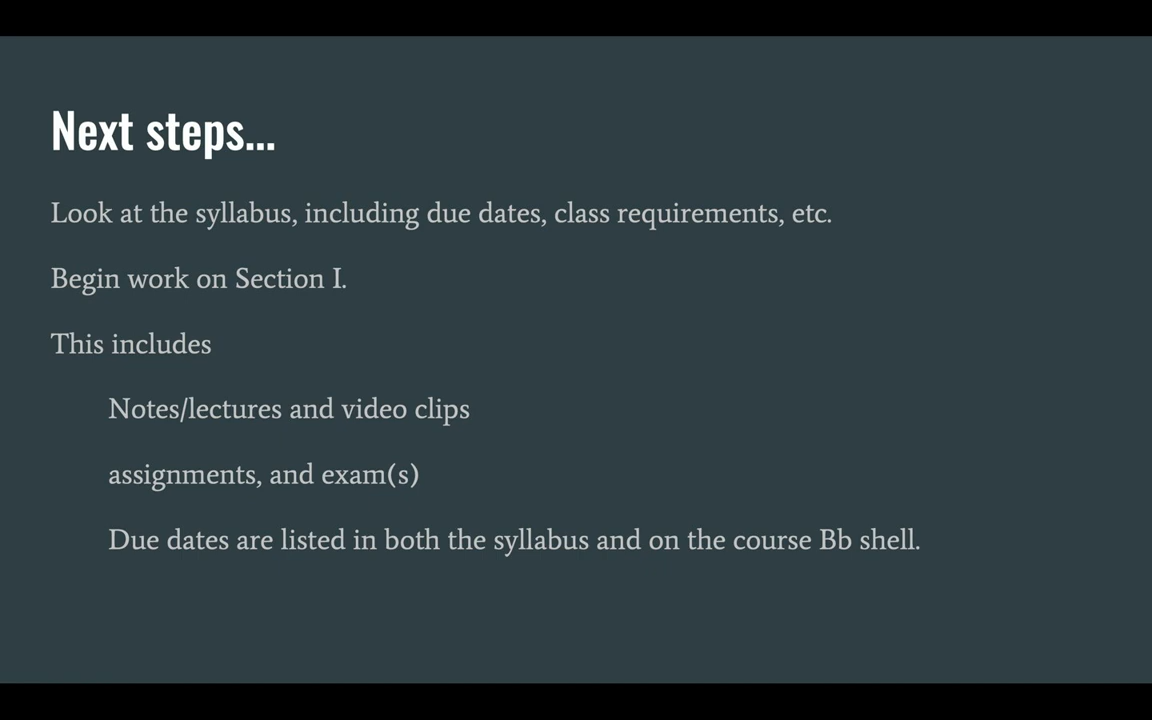 Next steps...
Look at the syllabus, including due dates, class requirements, etc.
Begin work on Section I.
This includes
Notes/lectures and video clips
assignments, and exam(s)
Due dates are listed in both the syllabus and on the course Bb shell.